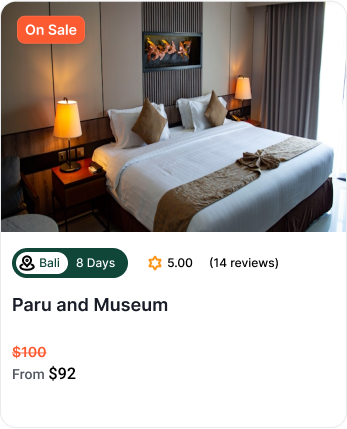 On Sale
Bali 8 Days 5.00 (14 reviews)
Paru and Museum
$100
From $92